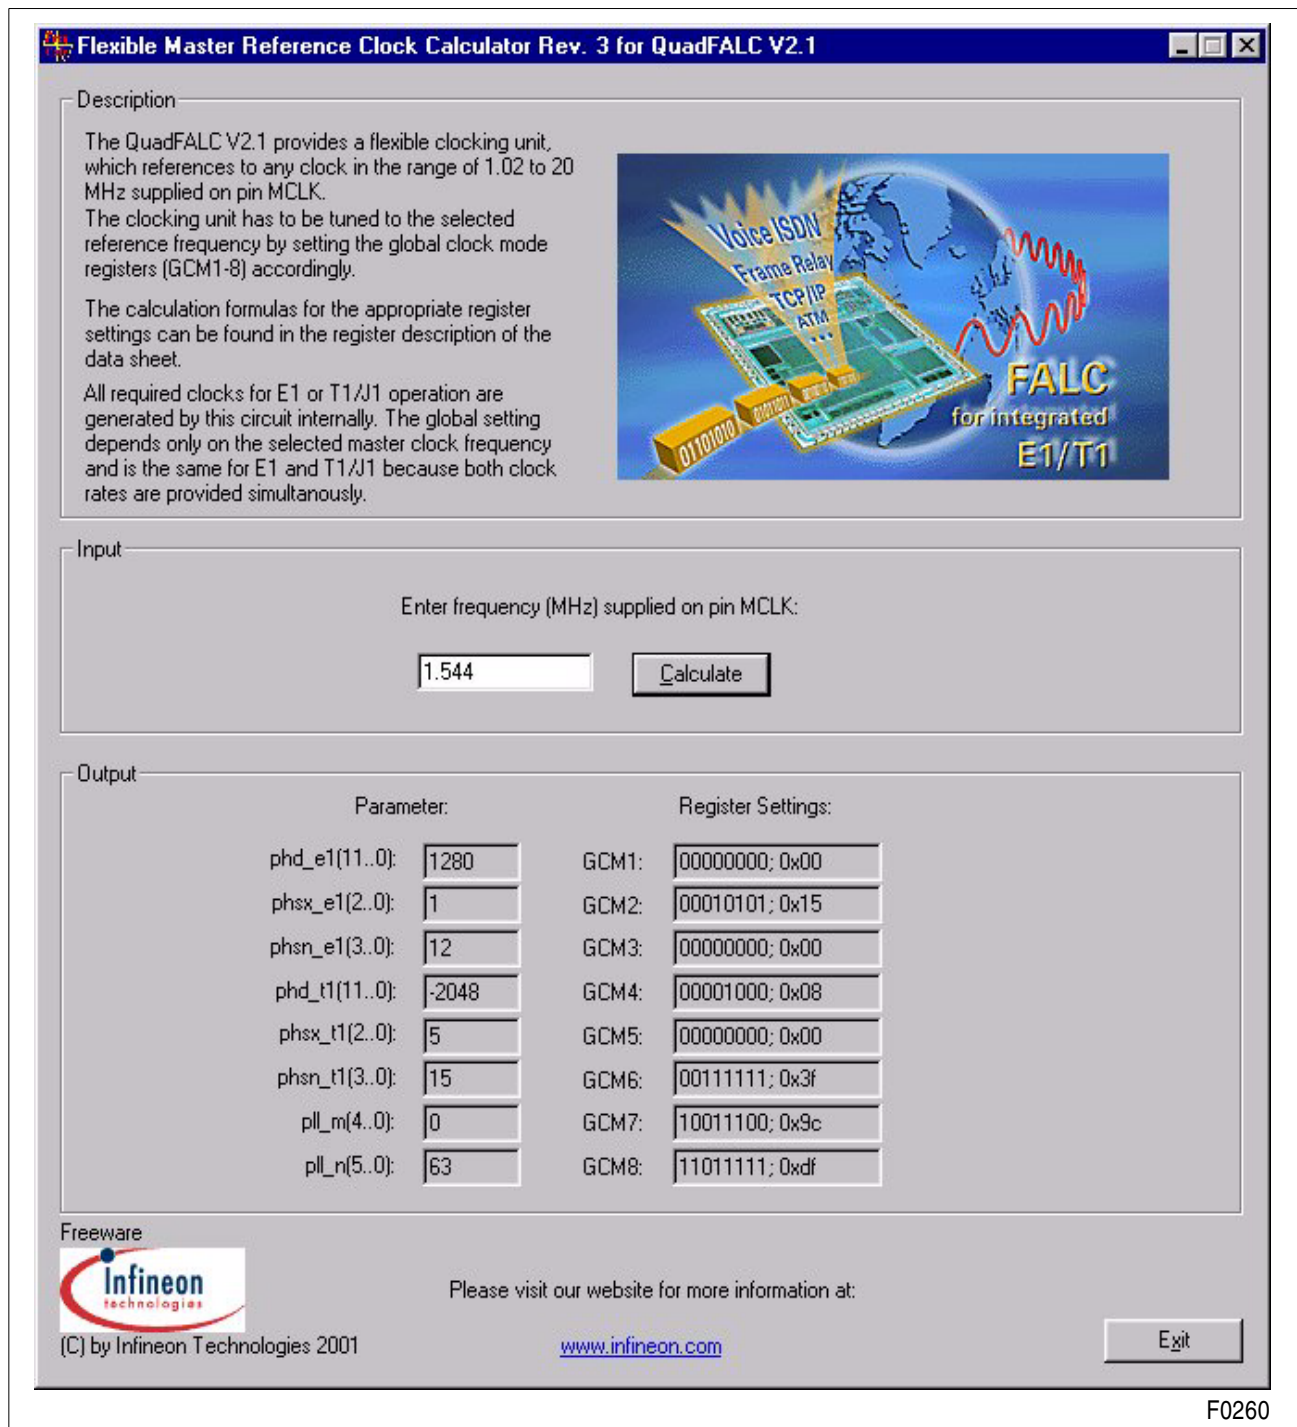 Flexible Master Reference Clock Calculator Rev. 3 for QuadFALC V2.1
Description
The QuadFALC V2.1 provides a flexible clocking unit,
which references to any clock in the range of 1.02 to 20
MHz supplied on pin MCLK.
The clocking unit has to be tuned to the selected
reference frequency by setting the global clock mode
registers (GCM1-8) accordingly.
The calculation formulas for the appropriate register
settings can be found in the register description of the
data sheet.
All required clocks for E1 or T1/J1 operation are
generated by this circuit internally. The global setting
depends only on the selected master clock frequency
and is the same for E1 and T1/J1 because both clock
rates are provided simultanously.
Voice ISDN
Frame Relay
TCP/IP
ATM
...
01101010
01011011
FALC
for integrated
E1/T1
Input
Enter frequency (MHz) supplied on pin MCLK:
1.544
Calculate
Output
Parameter:
Register Settings:
phd_e1(11..0): 1280 GCM1: 00000000; 0x00
phsx_e1(2..0): 1 GCM2: 00010101; 0x15
phsn_e1(3..0): 12 GCM3: 00000000; 0x00
phd_t1(11..0): -2048 GCM4: 00001000; 0x08
phsx_t1(2..0): 5 GCM5: 00000000; 0x00
phsn_t1(3..0): 15 GCM6: 00111111; 0x3f
pll_m(4..0): 0 GCM7: 10011100; 0x9c
pll_n(5..0): 63 GCM8: 11011111; 0xdf
Freeware
Infineon
technologies
Please visit our website for more information at:
(C) by Infineon Technologies 2001
www.infineon.com
Exit
F0260